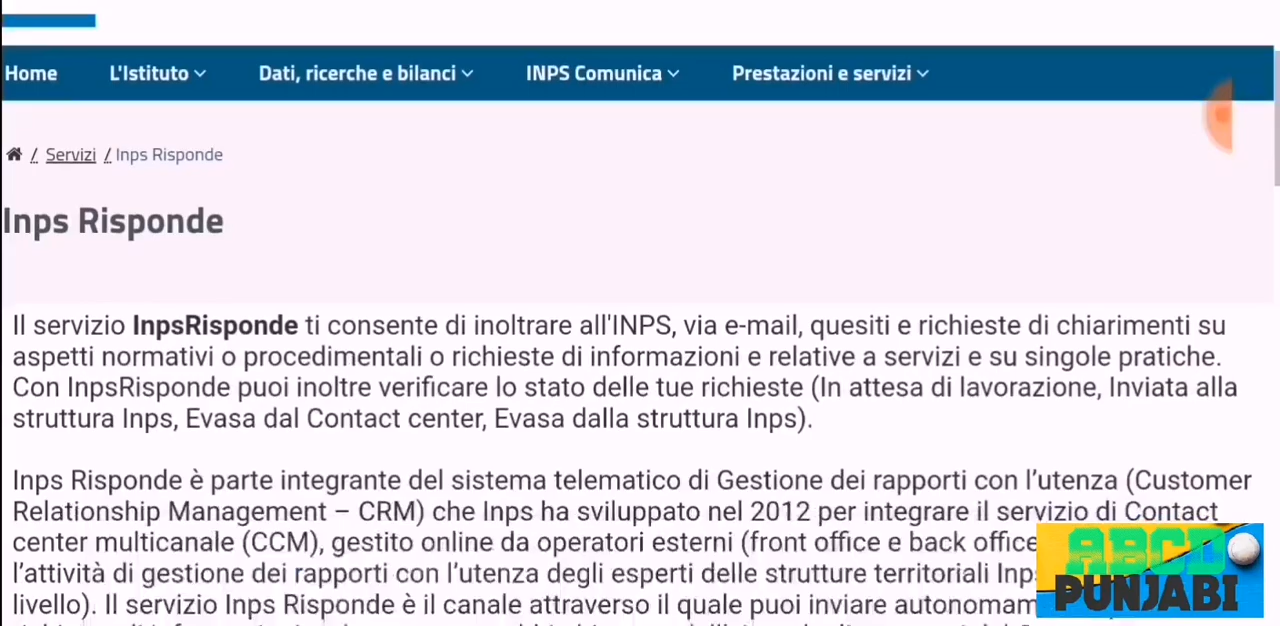 Home L'Istituto Dati, ricerche e bilanci INPS Comunica Prestazioni e servizi
/ Servizi / Inps Risponde
Inps Risponde
Il servizio InpsRisponde ti consente di inoltrare all'INPS, via e-mail, quesiti e richieste di chiarimenti su
aspetti normativi o procedimentali o richieste di informazioni e relative a servizi e su singole pratiche.
Con InpsRisponde puoi inoltre verificare lo stato delle tue richieste (In attesa di lavorazione, Inviata alla
struttura Inps, Evasa dal Contact center, Evasa dalla struttura Inps).
Inps Risponde è parte integrante del sistema telematico di Gestione dei rapporti con l’utenza (Customer
Relationship Management – CRM) che Inps ha sviluppato nel 2012 per integrare il servizio di Contact
center multicanale (CCM), gestito online da operatori esterni (front office e back office
l’attività di gestione dei rapporti con l’utenza degli esperti delle strutture territoriali
livello). Il servizio Inps Risponde è il canale attraverso il quale puoi inviare
ABCD
PUNJABI